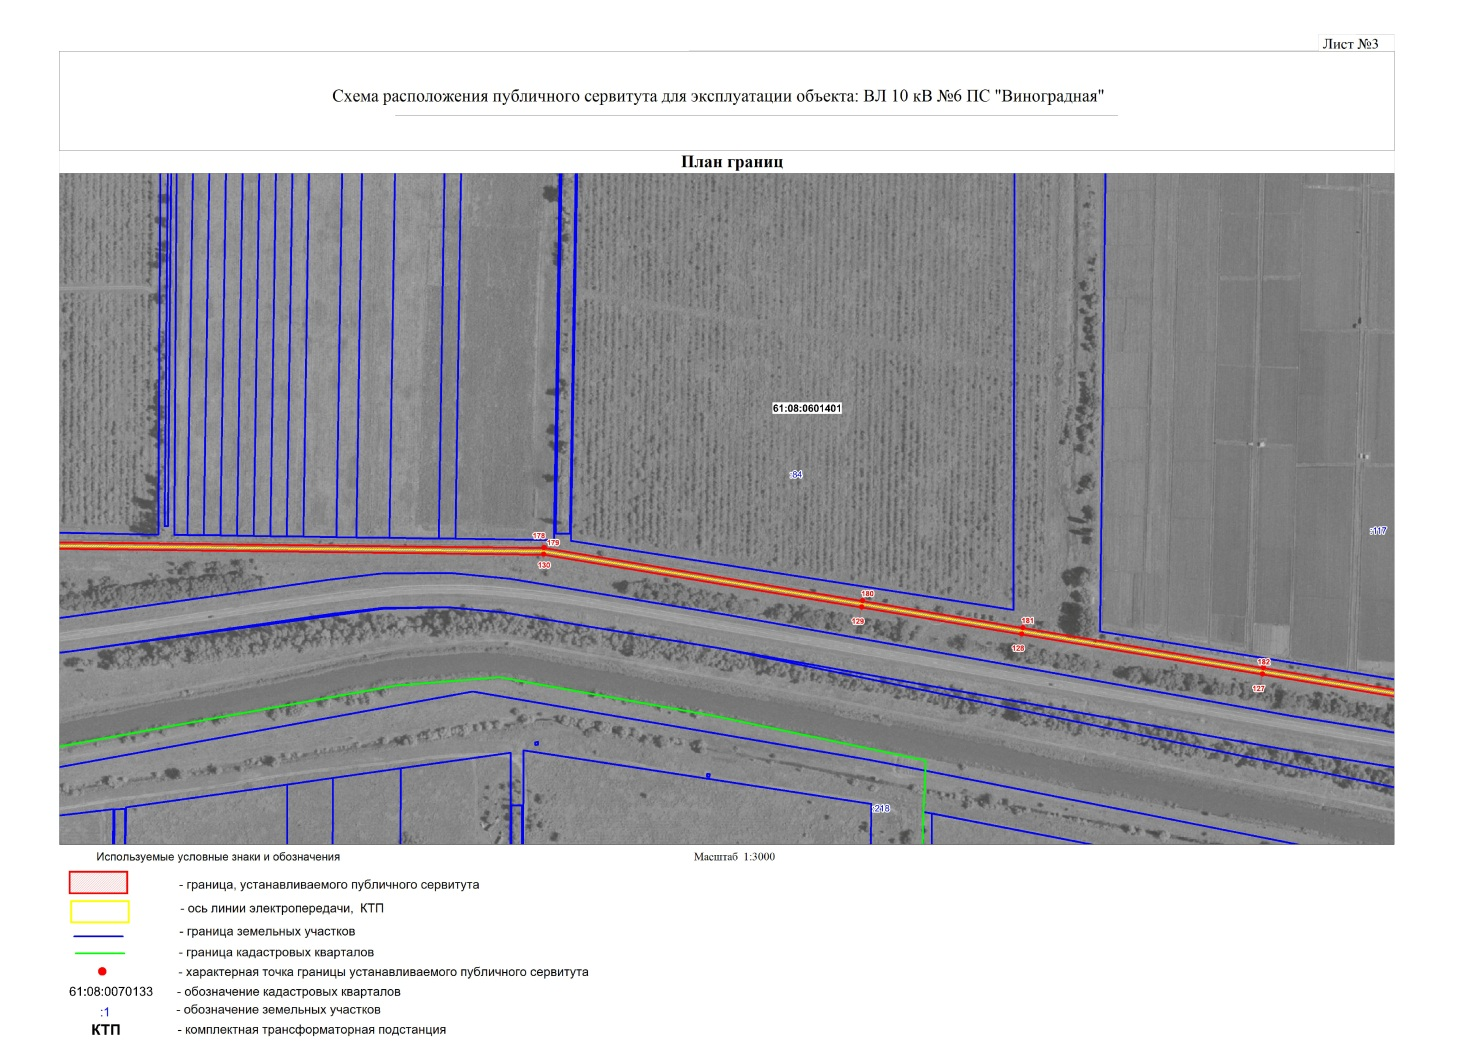 Лист №3
Схема расположения публичного сервитута для эксплуатации объекта: ВЛ 10 кВ №6 ПС "Виноградная"
План границ
61:08:0601401
:84
:117
178
179
130
180
129
181
128
182
127
:213
Используемые условные знаки и обозначения
Масштаб 1:3000
- граница, устанавливаемого публичного сервитута
- ось линии электропередачи, КТП
- граница земельных участков
- граница кадастровых кварталов
- характерная точка границы устанавливаемого публичного сервитута
61:08:0070133 - обозначение кадастровых кварталов
:1 - обозначение земельных участков
КТП - комплектная трансформаторная подстанция